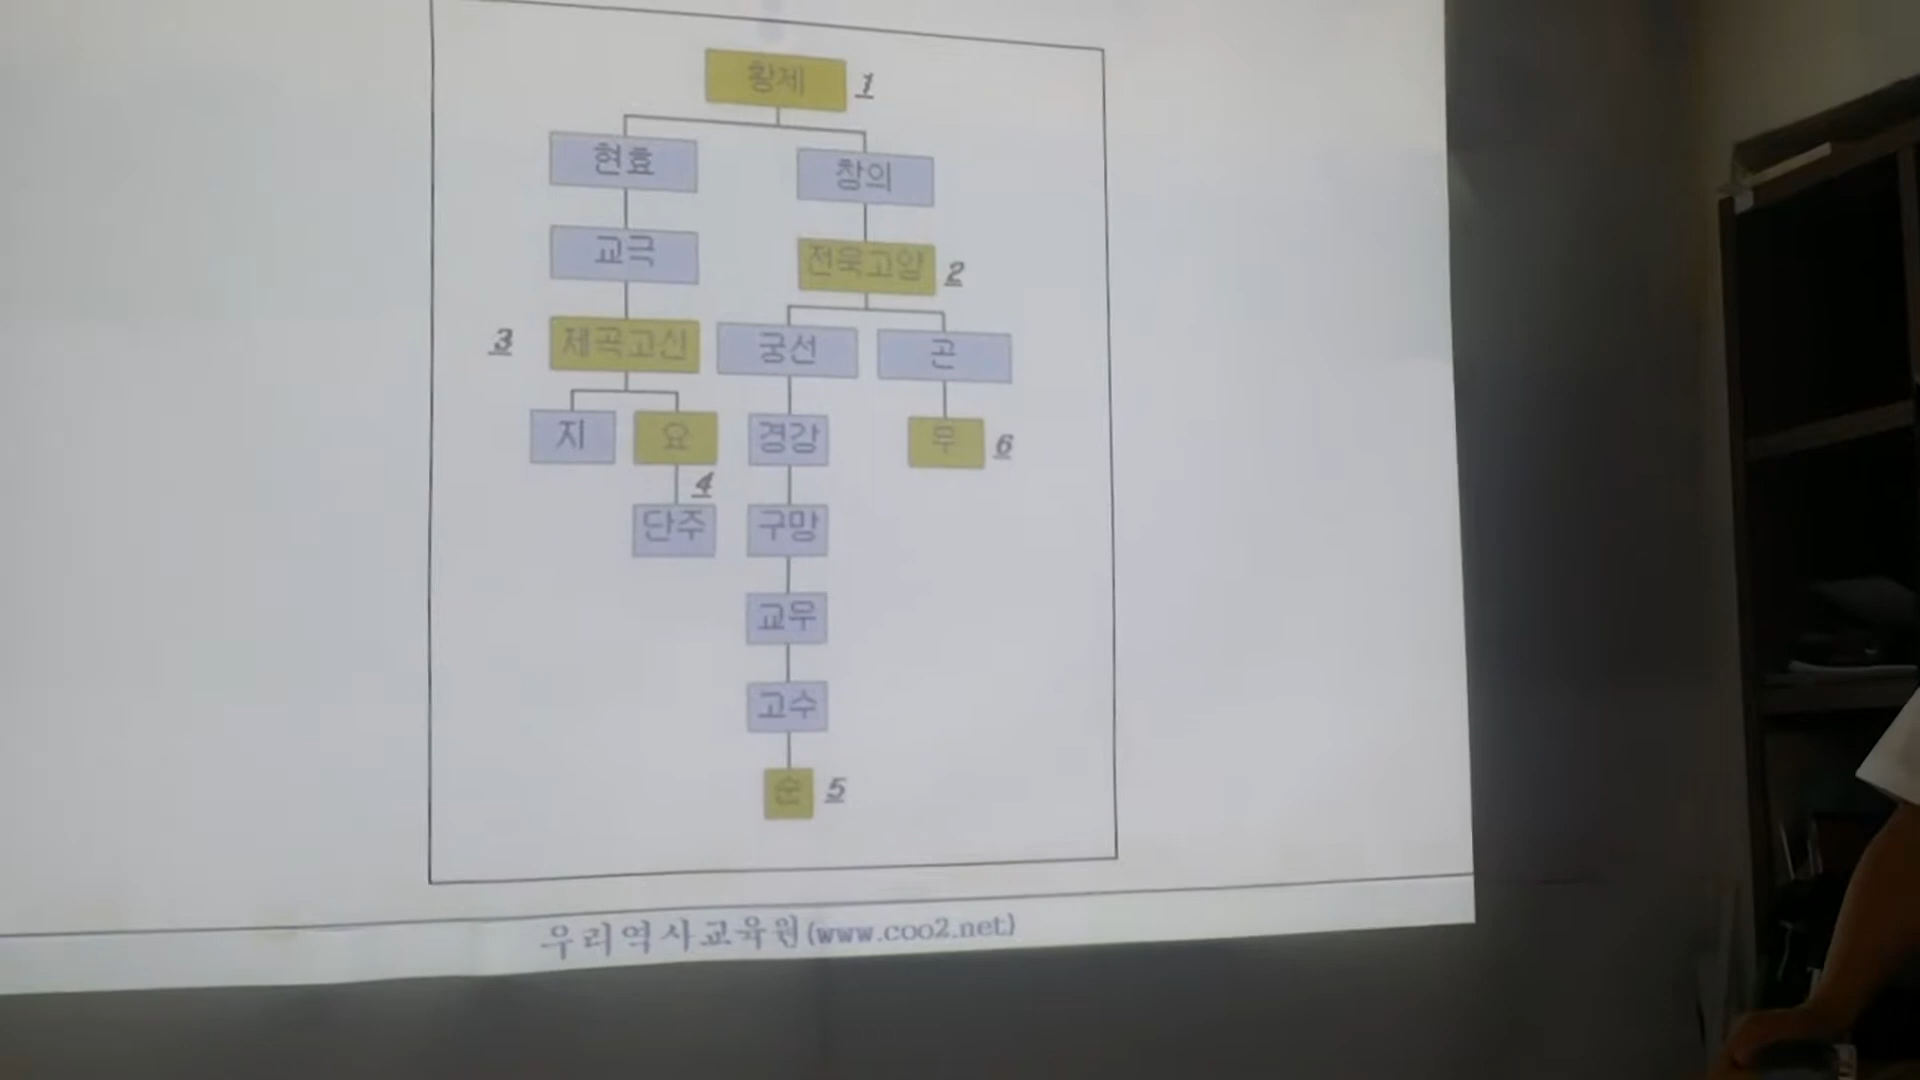 황제 1
현효 창의
교극 전욱고양 2
3 제곡고신 궁선 곤
지 요 경강 우 6
4
단주 구망
교우
고수
순 5
우리역사교육원(www.coo2.net)